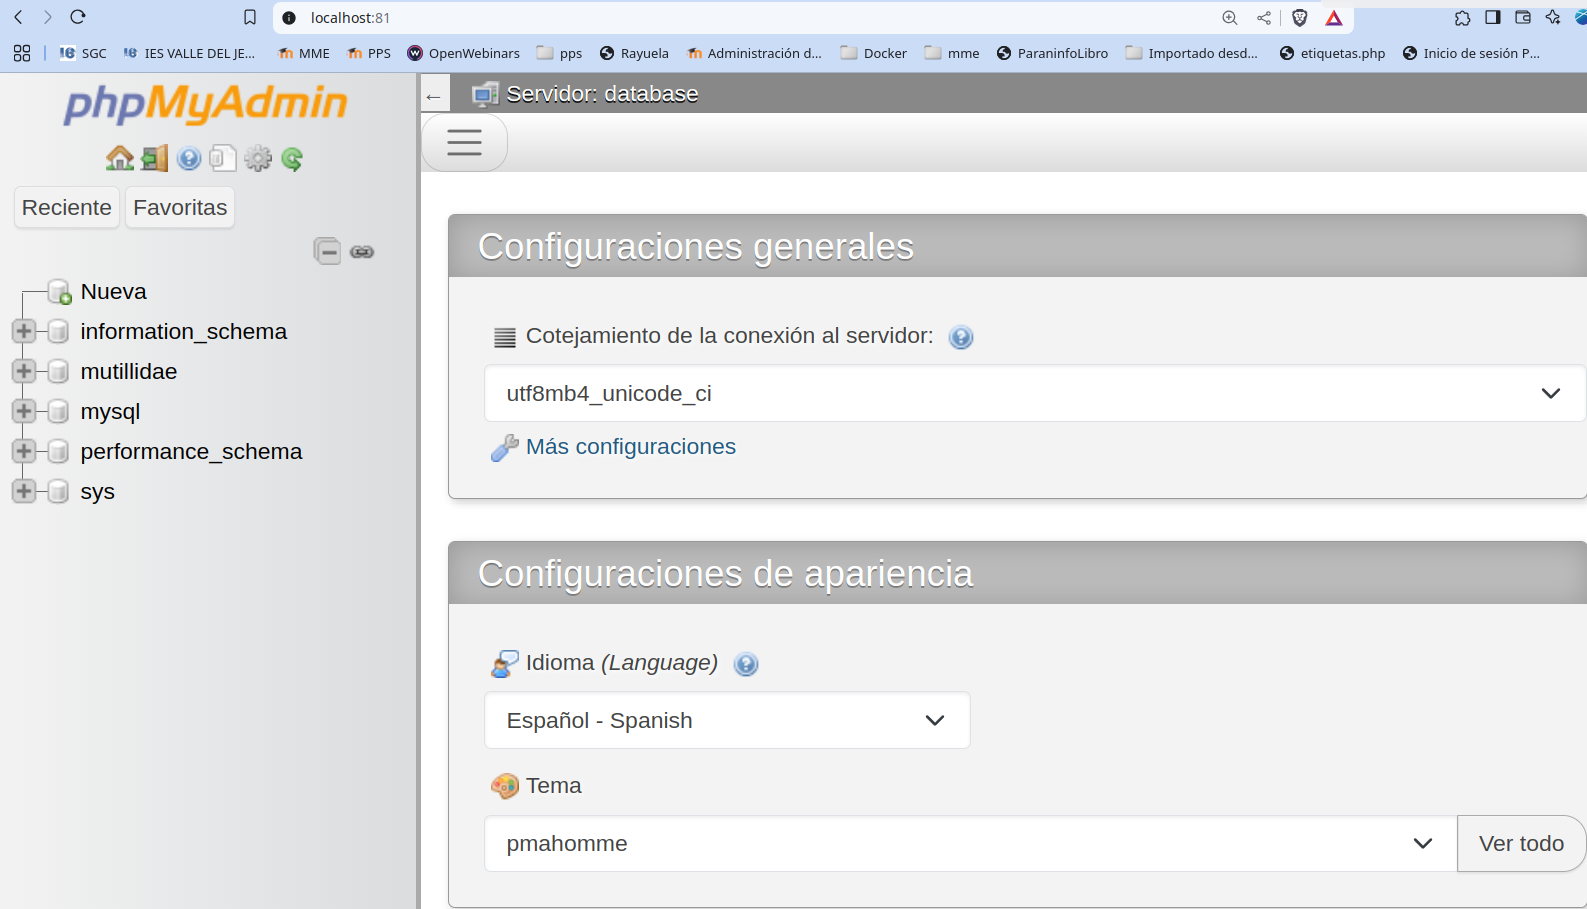 localhost:81
SGC
IES VALLE DEL JE...
MME
PPS
OpenWebinars
pps
Rayuela
Administración d...
Docker
mme
ParaninfoLibro
Importado desd...
etiquetas.php
Inicio de sesión P...
phpMyAdmin
Reciente
Favoritas
Nueva
information_schema
mutillidae
mysql
performance_schema
sys
Servidor: database
Configuraciones generales
Cotejamiento de la conexión al servidor:
utf8mb4_unicode_ci
Más configuraciones
Configuraciones de apariencia
Idioma (Language)
Español - Spanish
Tema
pmahomme
Ver todo